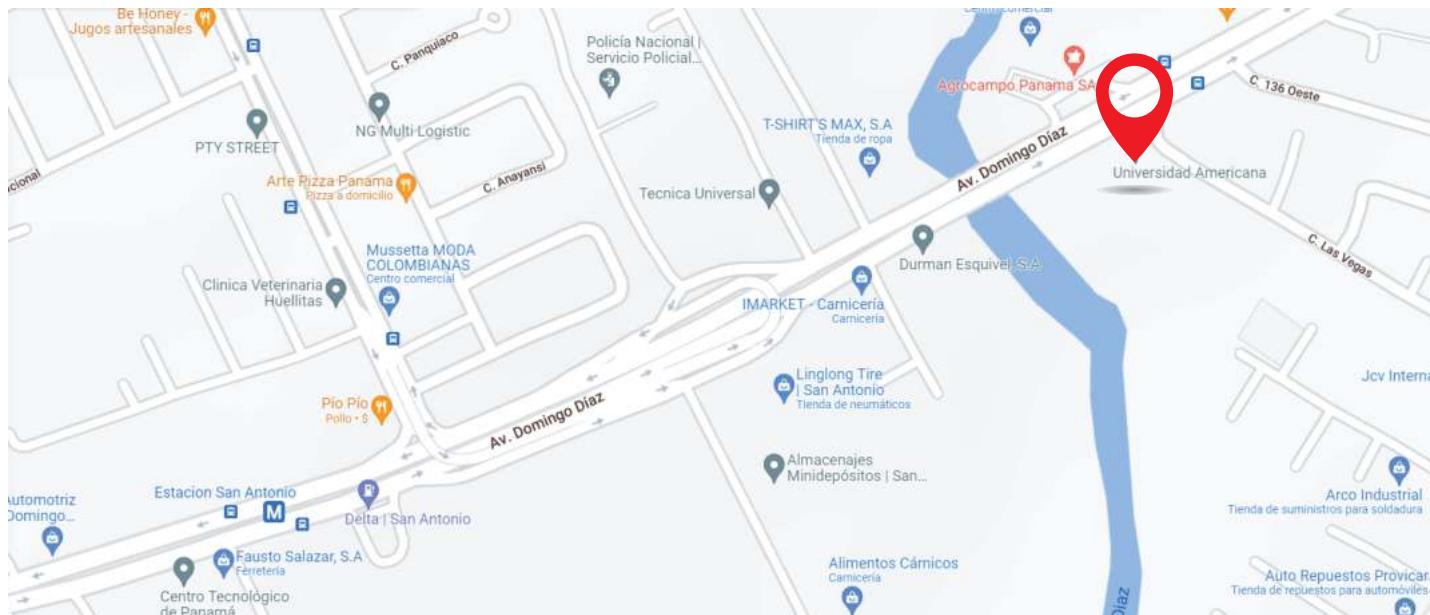 Be Honey -
Jugos artesanales
C. Panquiaco
Policía Nacional |
Servicio Policial...
Agrocampo Panama SA
C. 136 Oeste
NG Multi Logistic
PTY STREET
T-SHIRT'S MAX, S.A
Tienda de ropa
Av. Domingo Díaz
Universidad Americana
Arte Pizza Panama
Pizza a domicilio
C. Anayansi
Tecnica Universal
Mussetta MODA
COLOMBIANAS
Centro comercial
Durman Esquivel, S.A
C. Las Vegas
Clinica Veterinaria
Huellitas
IMARKET - Carnicería
Carnicería
Linglong Tire
| San Antonio
Tienda de neumáticos
Jcv Interna
Pío Pío
Pollo • $
Av. Domingo Díaz
Almacenajes
Minidepósitos | San...
Estacion San Antonio
M
Delta | San Antonio
Automotriz
Domingo...
Arco Industrial
Tienda de suministros para soldadura
Fausto Salazar, S.A
Ferretería
Centro Tecnológico
de Panamá
Alimentos Cárnicos
Carnicería
Auto Repuestos Provicar
Tienda de repuestos para automóviles
Díaz